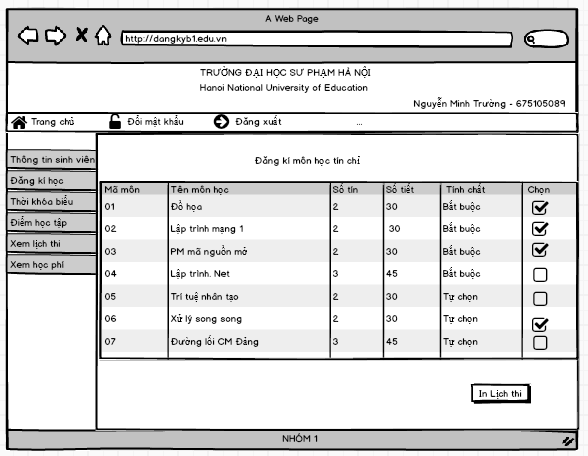 A Web Page
http://dangkyb1.edu.vn
TRƯỜNG ĐẠI HỌC SƯ PHẠM HÀ NỘI
Hanoi National University of Education
Nguyễn Minh Trường - 675105089
Trang chủ Đổi mật khẩu Đăng xuất ...
Thông tin sinh viên
Đăng kí học
Thời khóa biểu
Điểm học tập
Xem lịch thi
Xem học phí
Đăng kí môn học tín chỉ
Mã môn Tên môn học Số tín Số tiết Tính chất Chọn
01 Đồ họa 2 30 Bắt buộc
02 Lập trình mạng 1 2 30 Bắt buộc
03 PM mã nguồn mở 2 30 Bắt buộc
04 Lập trình. Net 3 45 Bắt buộc
05 Trí tuệ nhân tạo 2 30 Tự chọn
06 Xử lý song song 2 30 Tự chọn
07 Đường lối CM Đảng 3 45 Tự chọn
In Lịch thi
NHÓM 1